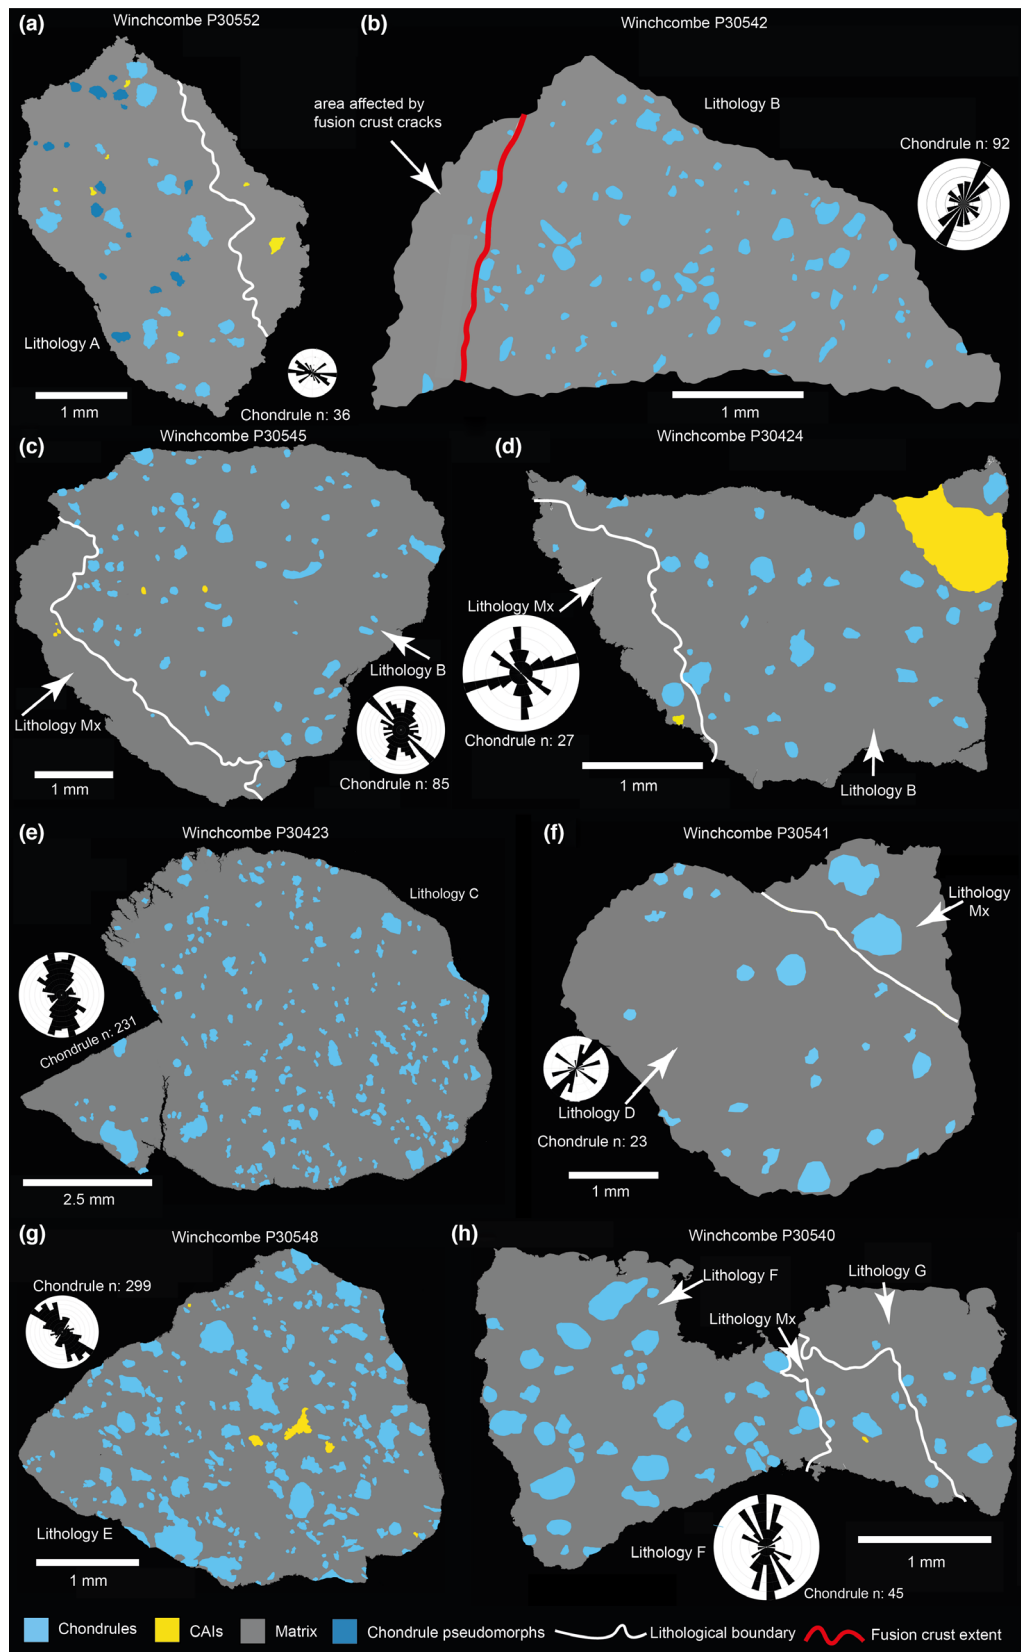 (a)
Winchcombe P30552
Lithology A
1 mm
Chondrule n: 36
(b)
Winchcombe P30542
area affected by
fusion crust cracks
Lithology B
Chondrule n: 92
1 mm
(c)
Winchcombe P30545
Lithology B
Lithology Mx
1 mm
Chondrule n: 85
(d)
Winchcombe P30424
Lithology Mx
Chondrule n: 27
1 mm
Lithology B
(e)
Winchcombe P30423
Lithology C
Chondrule n: 231
2.5 mm
(f)
Winchcombe P30541
Lithology
Mx
Lithology D
Chondrule n: 23
1 mm
(g)
Winchcombe P30548
Chondrule n: 299
Lithology E
1 mm
(h)
Winchcombe P30540
Lithology F
Lithology G
Lithology Mx
Lithology F
1 mm
Chondrule n: 45
Chondrules
CAIs
Matrix
Chondrule pseudomorphs
Lithological boundary
Fusion crust extent